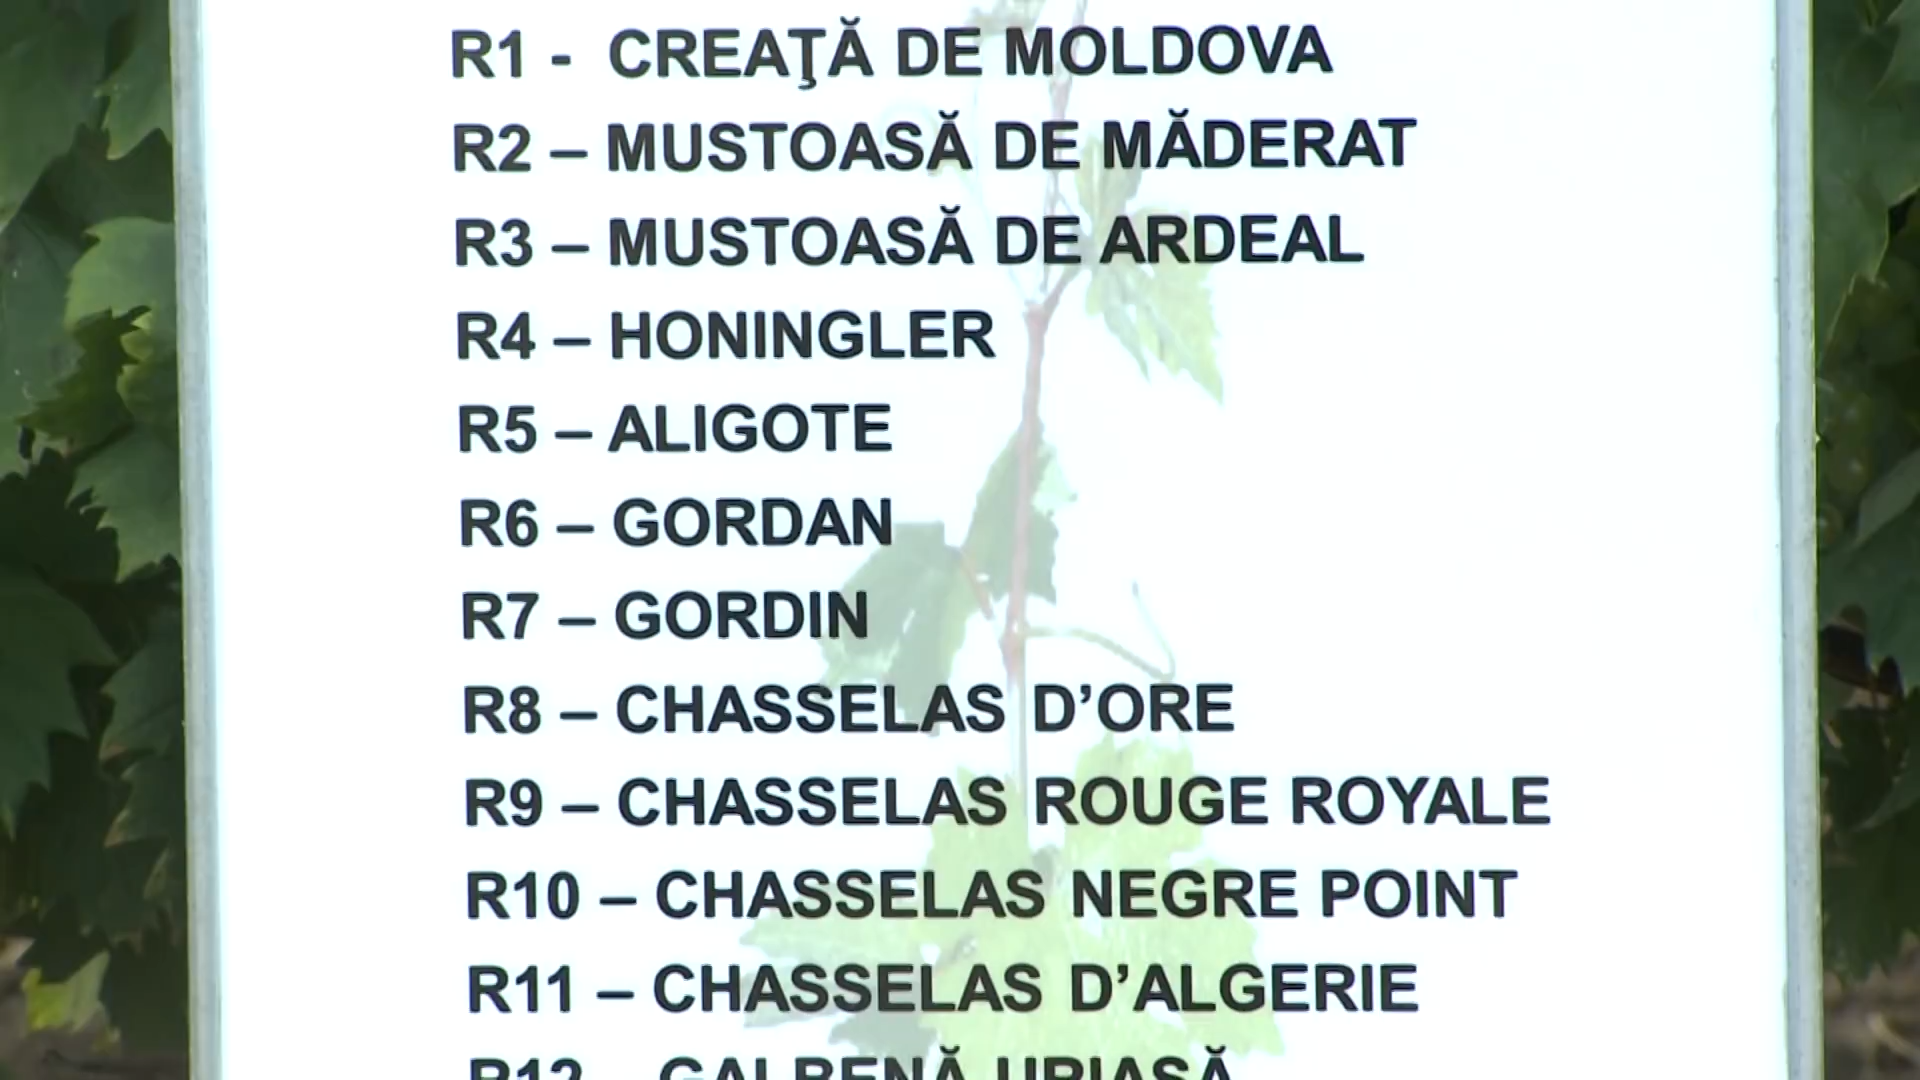 R1 - CREAŢĂ DE MOLDOVA
R2 – MUSTOASĂ DE MĂDERAT
R3 – MUSTOASĂ DE ARDEAL
R4 – HONINGLER
R5 – ALIGOTE
R6 – GORDAN
R7 – GORDIN
R8 – CHASSELAS D’ORE
R9 – CHASSELAS ROUGE ROYALE
R10 – CHASSELAS NEGRE POINT
R11 – CHASSELAS D’ALGERIE
R12 – GALBENĂ URIAŞĂ